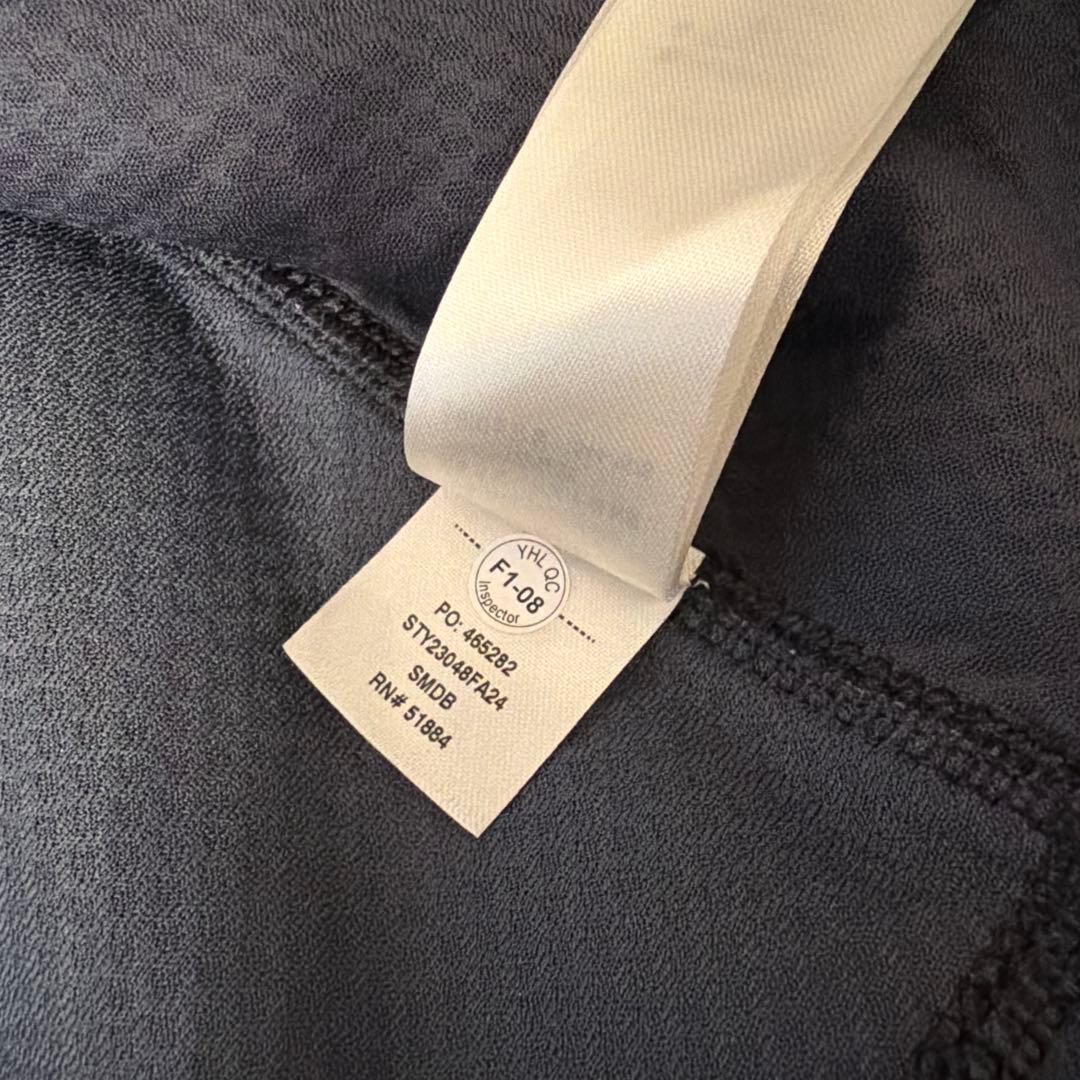 YHL QC
F1-08
Inspector
PO: 465282
STY23048FA24
SMDB
RN# 51884